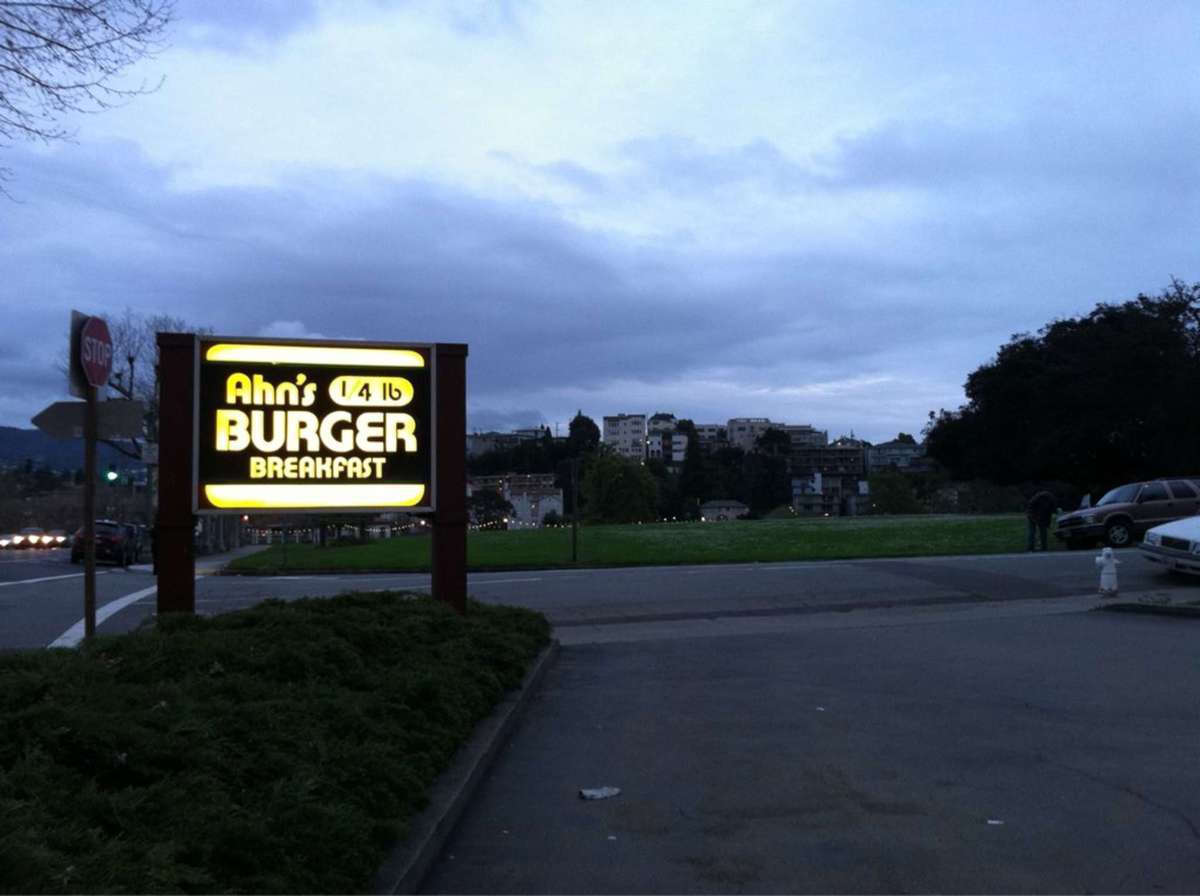 STOP
Ahn's 1/4 lb
BURGER
BREAKFAST